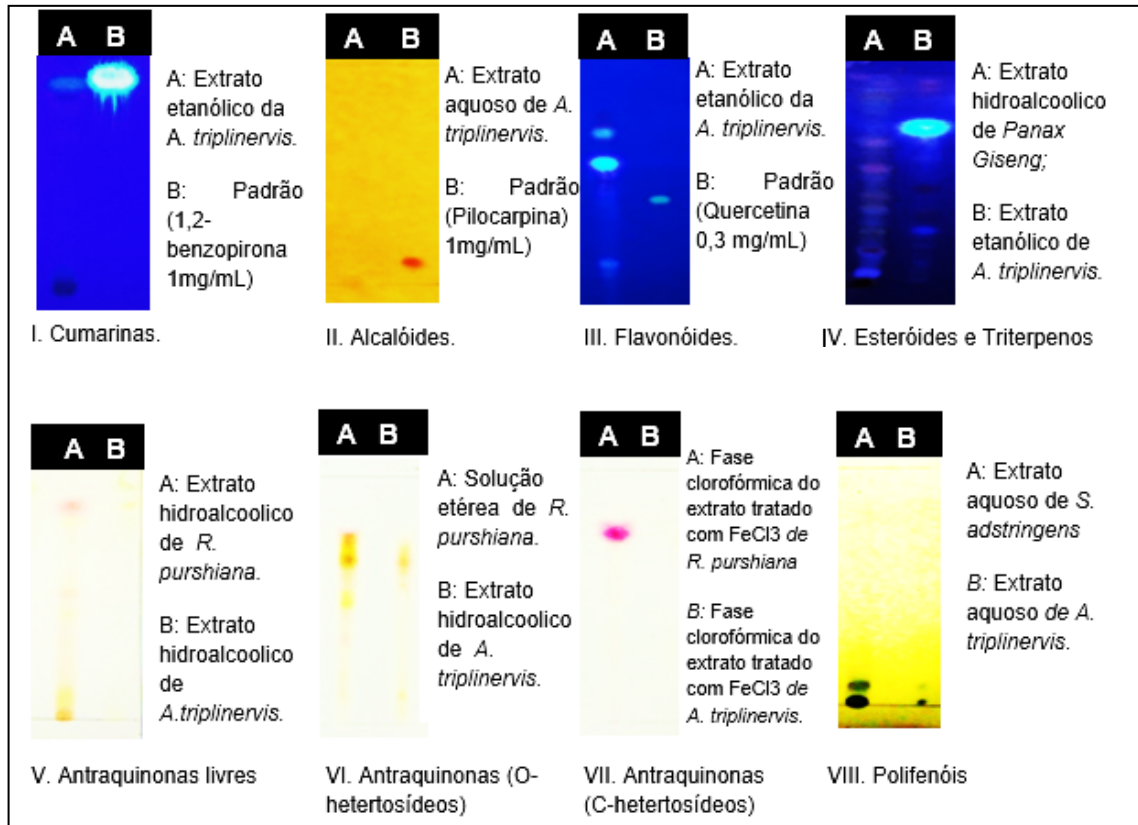 A B
A: Extrato
etanólico da
A. triplinervis.
B: Padrão
(1,2-
benzopirona
1mg/mL)
I. Cumarinas.
A B
A: Extrato
aquoso de A.
triplinervis.
B: Padrão
(Pilocarpina)
1mg/mL)
II. Alcalóides.
A B
A: Extrato
etanólico da
A. triplinervis.
B: Padrão
(Quercetina
0,3 mg/mL)
III. Flavonóides.
A B
A: Extrato
hidroalcoolico
de Panax
Giseng;
B: Extrato
etanólico de
A. triplinervis.
IV. Esteróides e Triterpenos
A B
A: Extrato
hidroalcoolico
de R.
purshiana.
B: Extrato
hidroalcoolico
de
A.triplinervis.
V. Antraquinonas livres
A B
A: Solução
etérea de R.
purshiana.
B: Extrato
hidroalcoolico
de A.
triplinervis.
VI. Antraquinonas (O-
hetertosídeos)
A B
A: Fase
clorofórmica do
extrato tratado
com FeCl3 de
R. purshiana
B: Fase
clorofórmica do
extrato tratado
com FeCl3 de
A. triplinervis.
VII. Antraquinonas
(C-hetertosídeos)
A B
A: Extrato
aquoso de S.
adstringens
B: Extrato
aquoso de A.
triplinervis.
VIII. Polifenóis